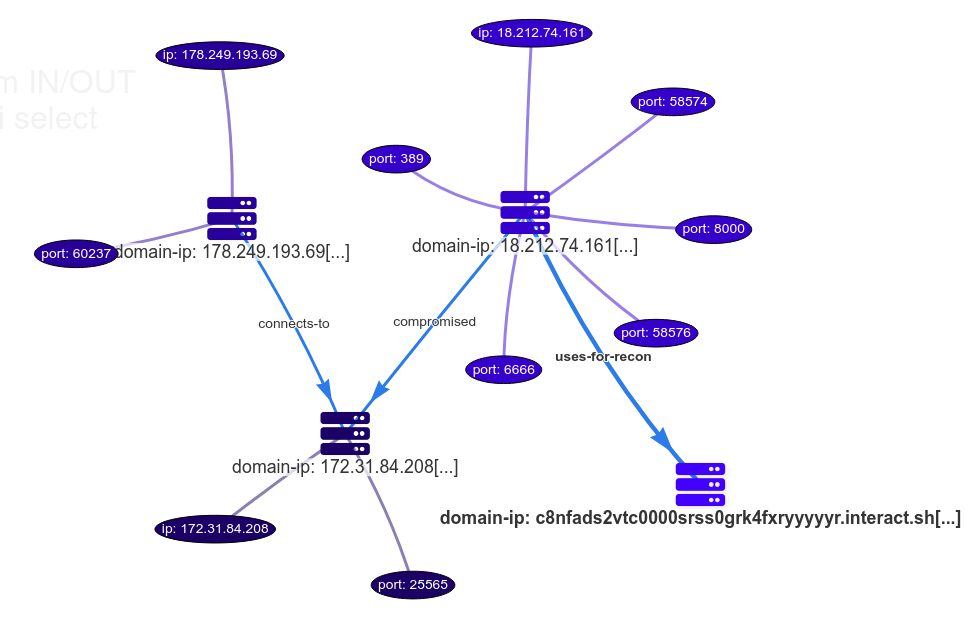 ip: 18.212.74.161
ip: 178.249.193.69
m IN/OUT
port: 58574
i select
port: 389
port: 8000
domain-ip: 18.212.74.161[...]
port: 60237
domain-ip: 178.249.193.69[...]
connects-to
compromised
port: 58576
uses-for-recon
port: 6666
domain-ip: 172.31.84.208[...]
domain-ip: c8nfads2vtc0000srss0grk4fxryyyyyr.interact.sh[...]
ip: 172.31.84.208
port: 25565